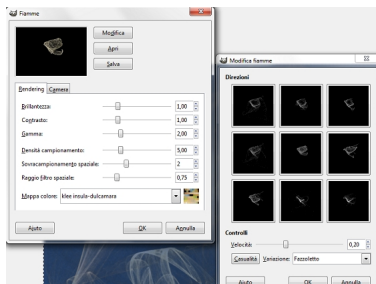 Fiamme
Modifica
Apri
Salva
Rendering Camera
Brillantezza: 1,00
Contrasto: 1,00
Gamma: 2,00
Densità campionamento: 5,00
Sovracampionamento spaziale: 2
Raggio filtro spaziale: 0,75
Mappa colore: klee insula-dulcamara
Aiuto OK Annulla
Modifica fiamme
Direzioni
Controlli
Velocità: 0,20
Casualità Variazione: Fazzoletto
Aiuto OK Annulla